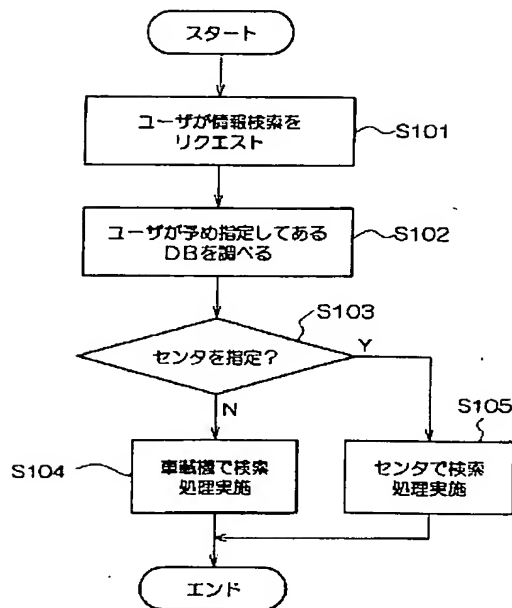 スタート
ユーザが情報検索を
リクエスト
S101
ユーザが予め指定してある
DBを調べる
S102
S103
センタを指定?
Y
N
S105
S104
車載機で検索
処理実施
センタで検索
処理実施
エンド